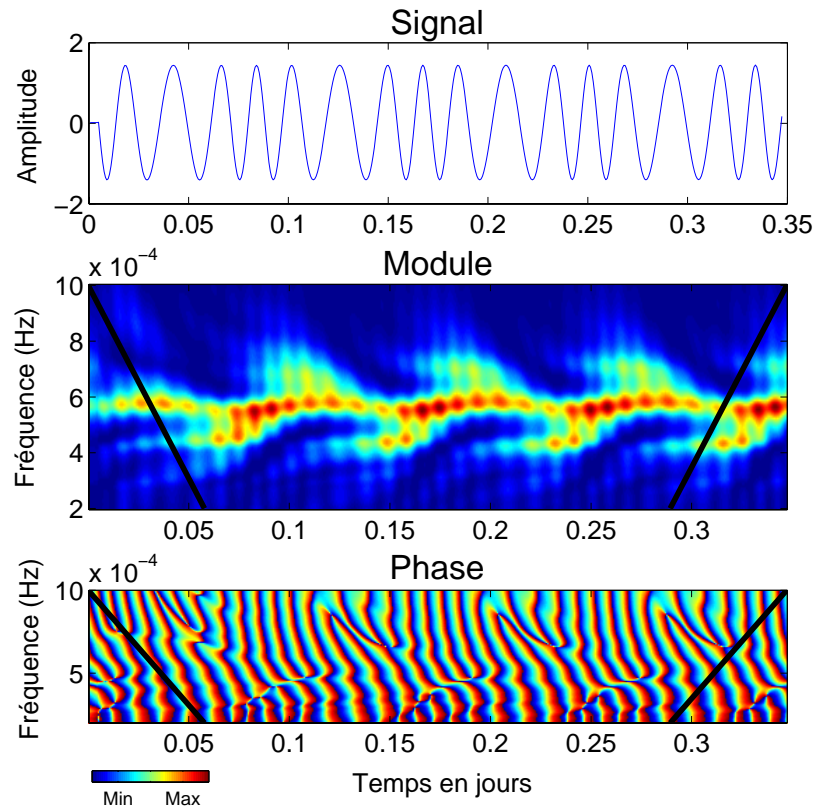 Signal
Amplitude
2
0
−2
0 0.05 0.1 0.15 0.2 0.25 0.3 0.35
Module
x 10−4
Fréquence (Hz)
10
8
6
4
2
0.05 0.1 0.15 0.2 0.25 0.3
Phase
x 10−4
Fréquence (Hz)
10
5
0.05 0.1 0.15 0.2 0.25 0.3
Temps en jours
Min Max